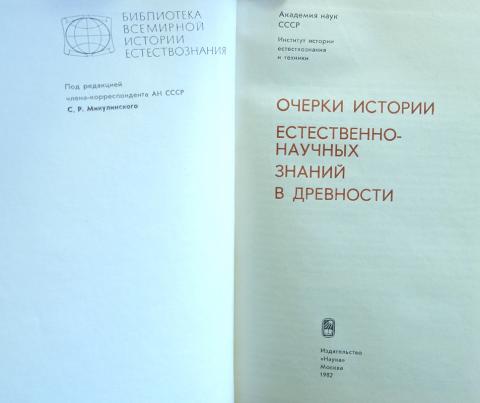 БИБЛИОТЕКА
ВСЕМИРНОЙ
ИСТОРИИ
ЕСТЕСТВОЗНАНИЯ
Под редакцией
члена-корреспондента АН СССР
С. Р. Микулинского
Академия наук
СССР
Институт истории
естествознания
и техники
ОЧЕРКИ ИСТОРИИ
ЕСТЕСТВЕННО-
НАУЧНЫХ
ЗНАНИЙ
В ДРЕВНОСТИ
Издательство
«Наука»
Москва
1982